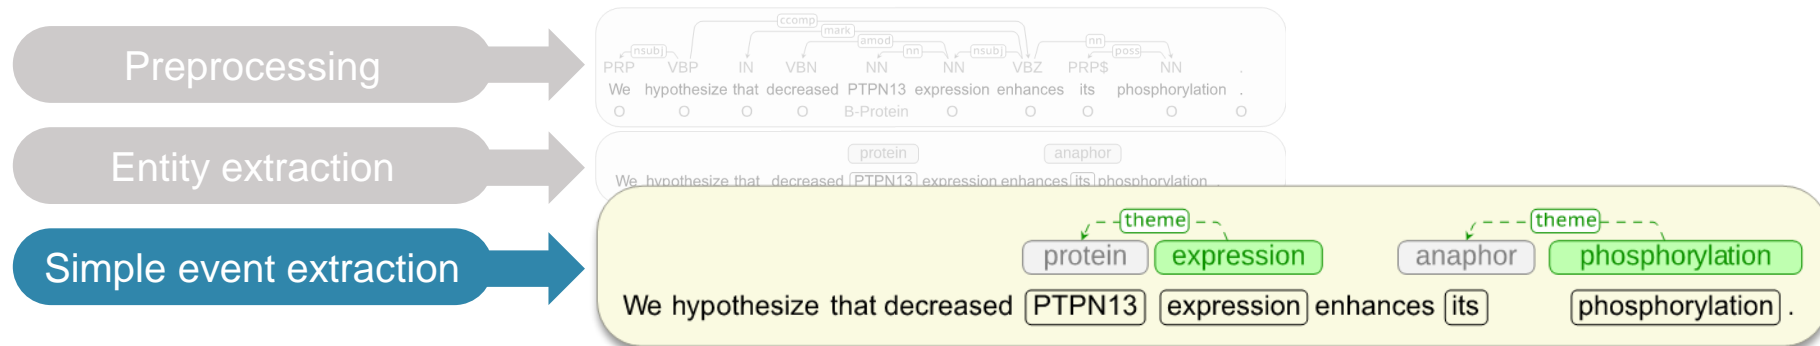 Preprocessing
ccomp
mark
amod
nsubj nn nsubj nn poss
PRP VBP IN VBN NN NN VBZ PRP$ NN .
We hypothesize that decreased PTPN13 expression enhances its phosphorylation .
O O O O B-Protein O O O O O
Entity extraction
protein anaphor
We hypothesize that decreased PTPN13 expression enhances its phosphorylation .
Simple event extraction
theme theme
protein expression anaphor phosphorylation
We hypothesize that decreased PTPN13 expression enhances its phosphorylation .